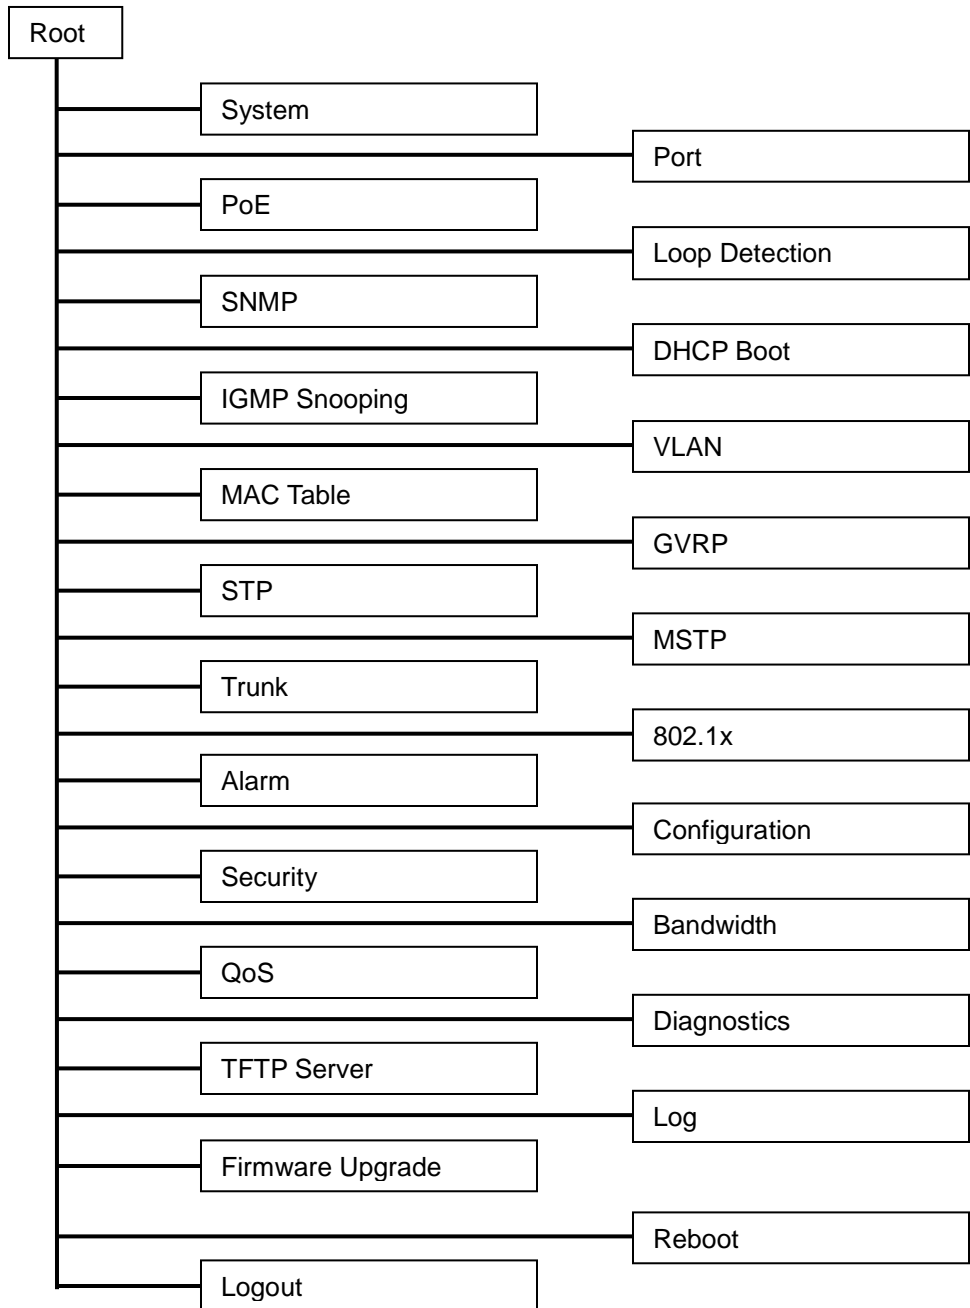 Root
System
Port
PoE
Loop Detection
SNMP
DHCP Boot
IGMP Snooping
VLAN
MAC Table
GVRP
STP
MSTP
Trunk
802.1x
Alarm
Configuration
Security
Bandwidth
QoS
Diagnostics
TFTP Server
Log
Firmware Upgrade
Reboot
Logout